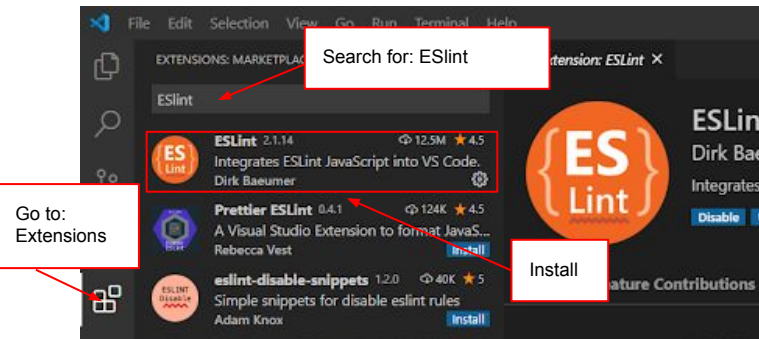 File Edit Selection View Go Run Terminal Help
EXTENSIONS: MARKETPLAC
Search for: ESlint
tension: ESLint ×
ESlint
ESLint 2.1.14 12.5M ★ 4.5
Integrates ESLint JavaScript into VS Code.
Dirk Baeumer
{ES}
Lint
Prettier ESLint 0.4.1 124K ★ 4.5
A Visual Studio Extension to format JavaS...
Rebecca Vest Install
eslint-disable-snippets 1.2.0 40K ★ 5
Simple snippets for disable eslint rules
Adam Knox Install
ESLINT
Disable
Go to:
Extensions
Install
{ES}
Lint
ESLin
Dirk Bae
Integrates
Disable
ature Contributions